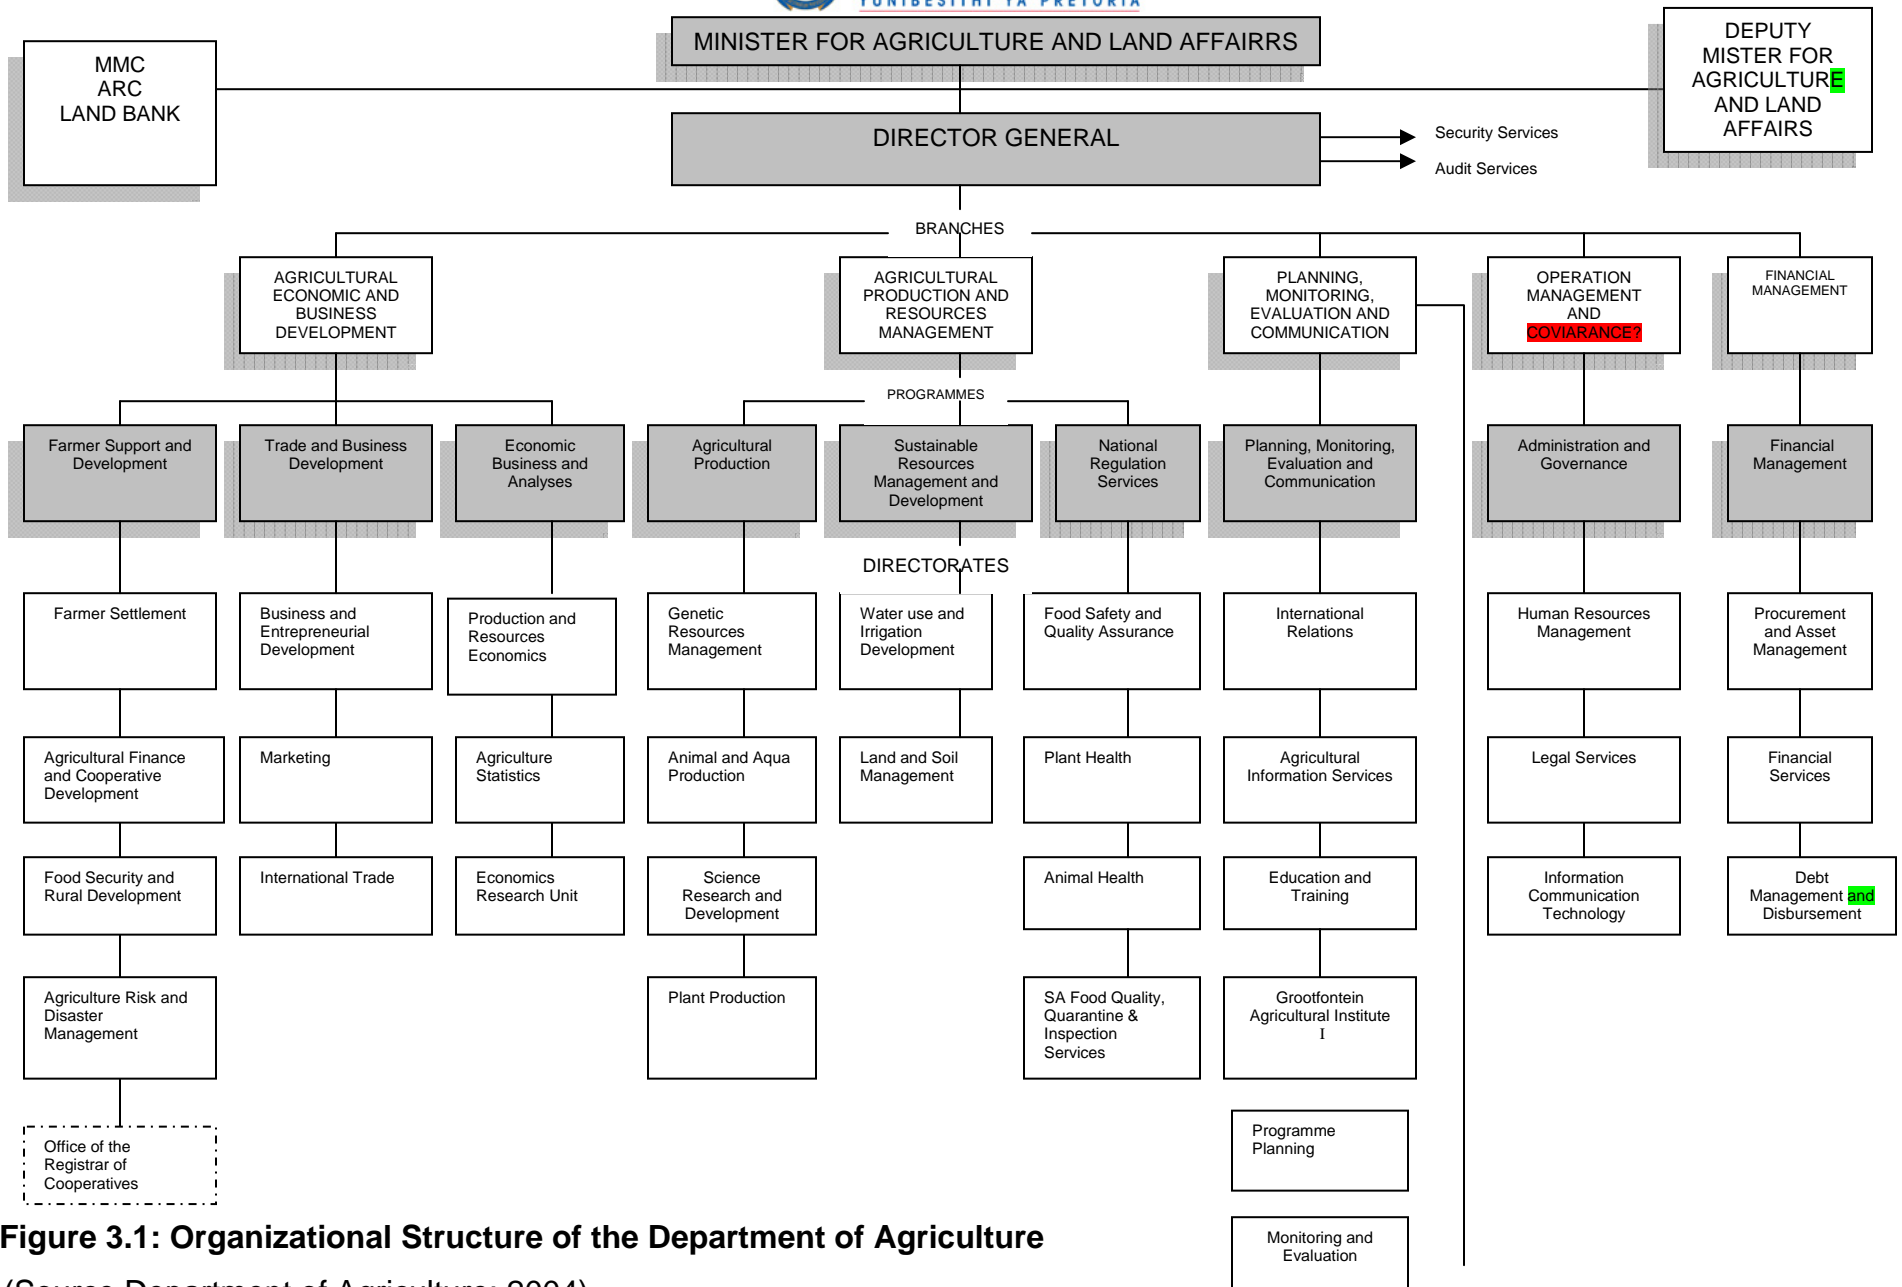 YUNIBESITHI YA PRETORIA
MINISTER FOR AGRICULTURE AND LAND AFFAIRRS
MMC
ARC
LAND BANK
DEPUTY
MISTER FOR
AGRICULTURE
AND LAND
AFFAIRS
DIRECTOR GENERAL
Security Services
Audit Services
BRANCHES
AGRICULTURAL
ECONOMIC AND
BUSINESS
DEVELOPMENT
AGRICULTURAL
PRODUCTION AND
RESOURCES
MANAGEMENT
PLANNING,
MONITORING,
EVALUATION AND
COMMUNICATION
OPERATION
MANAGEMENT
AND
COVIARANCE?
FINANCIAL
MANAGEMENT
PROGRAMMES
Farmer Support and
Development
Trade and Business
Development
Economic
Business and
Analyses
Agricultural
Production
Sustainable
Resources
Management and
Development
National
Regulation
Services
Planning, Monitoring,
Evaluation and
Communication
Administration and
Governance
Financial
Management
DIRECTORATES
Farmer Settlement
Business and
Entrepreneurial
Development
Production and
Resources
Economics
Genetic
Resources
Management
Water use and
Irrigation
Development
Food Safety and
Quality Assurance
International
Relations
Human Resources
Management
Procurement
and Asset
Management
Agricultural Finance
and Cooperative
Development
Marketing
Agriculture
Statistics
Animal and Aqua
Production
Land and Soil
Management
Plant Health
Agricultural
Information Services
Legal Services
Financial
Services
Food Security and
Rural Development
International Trade
Economics
Research Unit
Science
Research and
Development
Animal Health
Education and
Training
Information
Communication
Technology
Debt
Management and
Disbursement
Agriculture Risk and
Disaster
Management
Plant Production
SA Food Quality,
Quarantine &
Inspection
Services
Grootfontein
Agricultural Institute
I
Office of the
Registrar of
Cooperatives
Programme
Planning
Monitoring and
Evaluation
Figure 3.1: Organizational Structure of the Department of Agriculture
(Source Department of Agriculture: 2004)